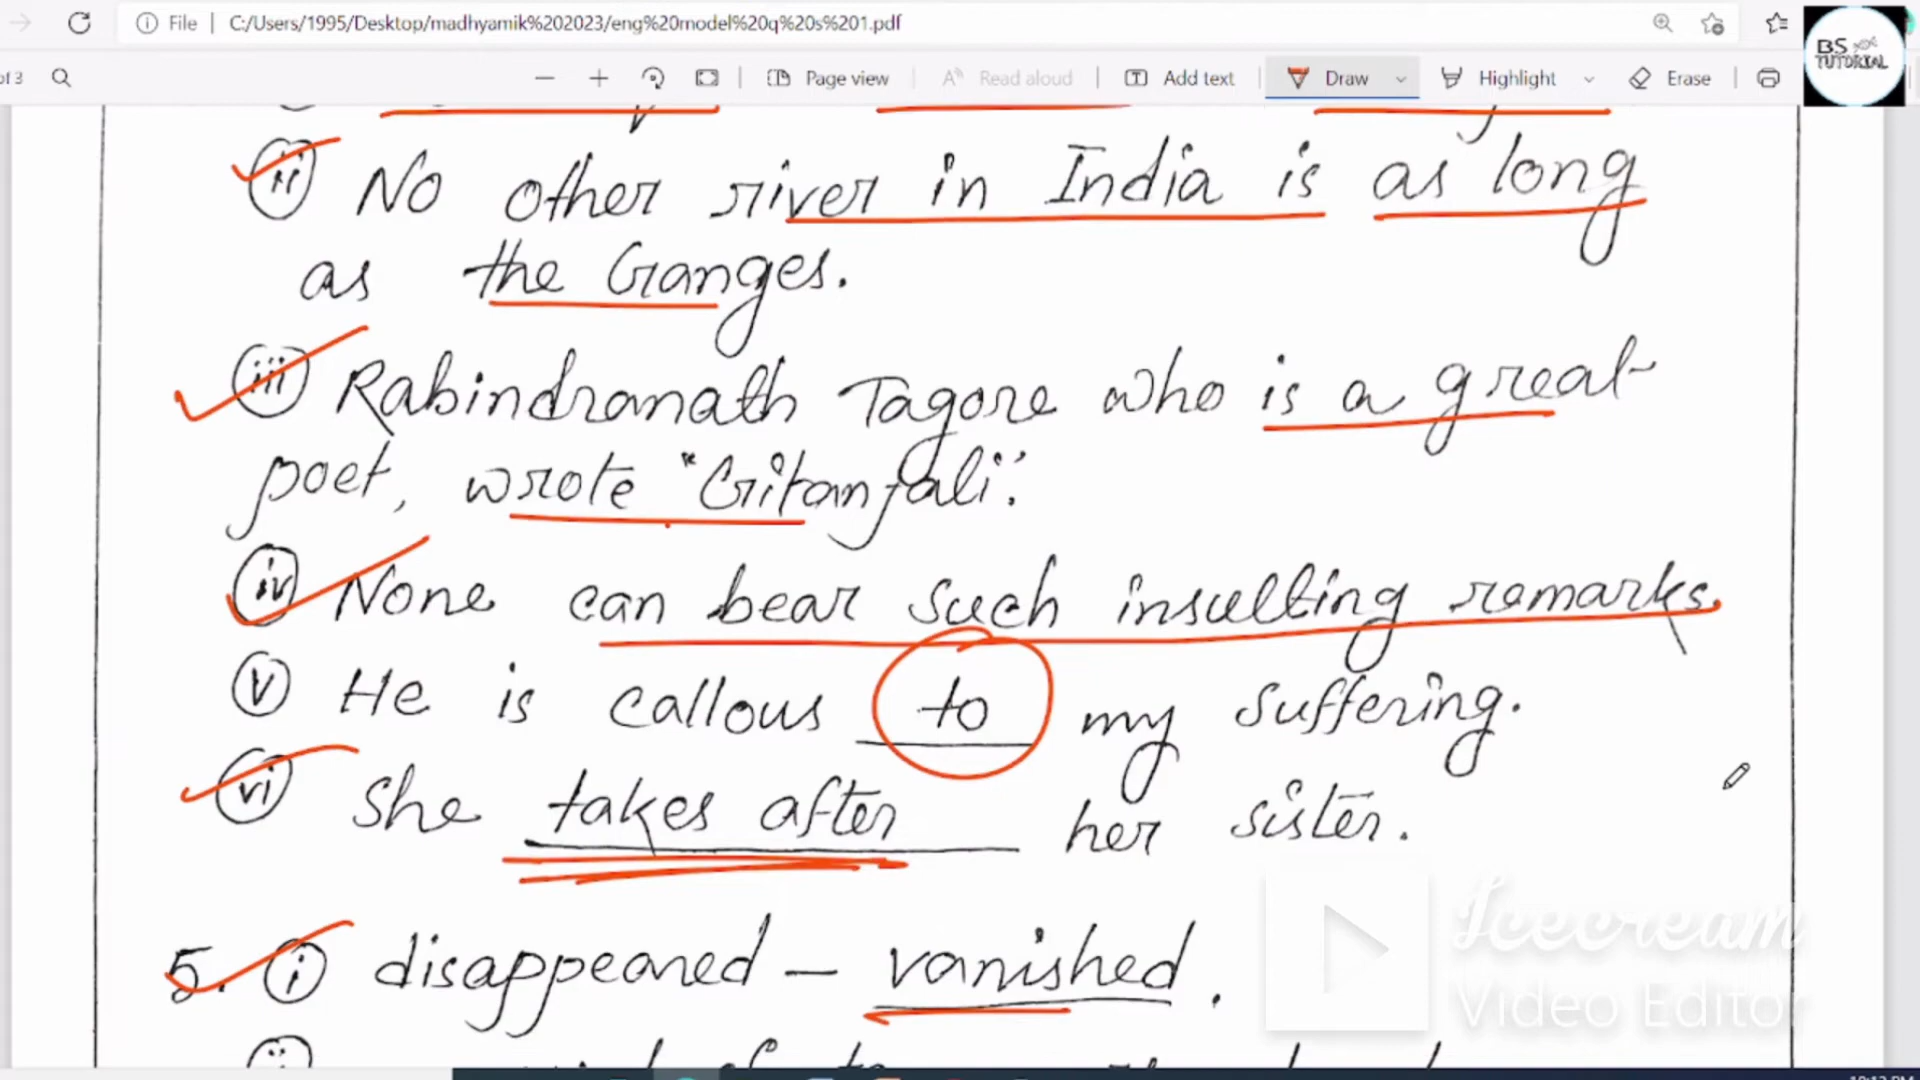 File | C:/Users/1995/Desktop/madhyamik%202023/eng%20model%20q%20s%201.pdf
BS TUTORIAL
of 3 Page view Read aloud Add text Draw Highlight Erase
ii No other river in India is as long
as the Ganges.
iii Rabindranath Tagore who is a great
poet, wrote "Gitanjali".
iv None can bear such insulting remarks.
v He is callous to my suffering.
vi She takes after her sister.
5. i disappeared - vanished.
Icecream
Video Editor